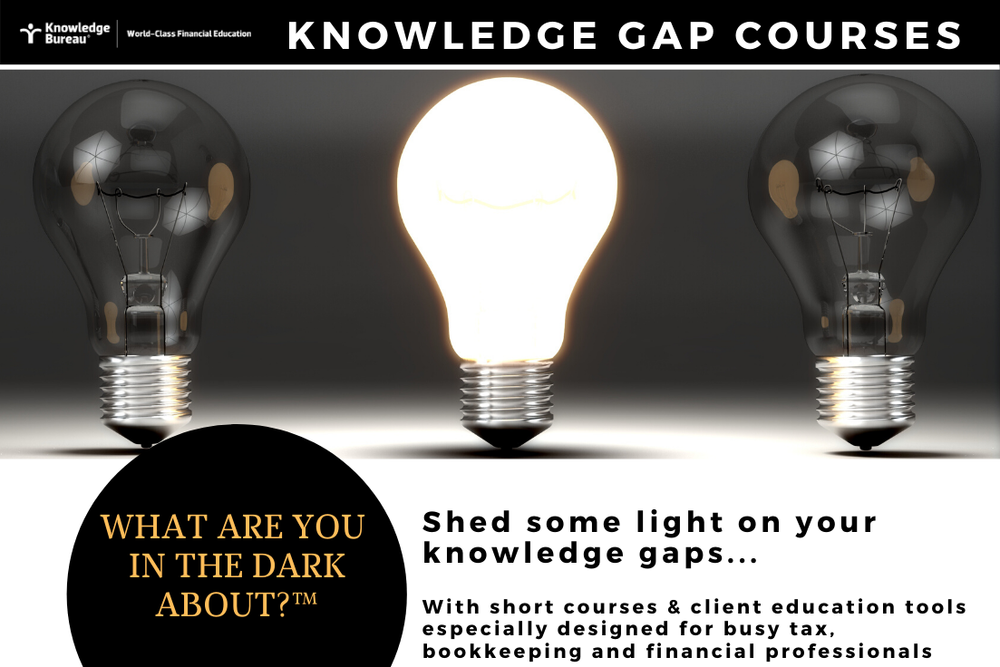 Knowledge
Bureau®
World-Class Financial Education
KNOWLEDGE GAP COURSES
WHAT ARE YOU
IN THE DARK
ABOUT?™
Shed some light on your
knowledge gaps...
With short courses & client education tools
especially designed for busy tax,
bookkeeping and financial professionals